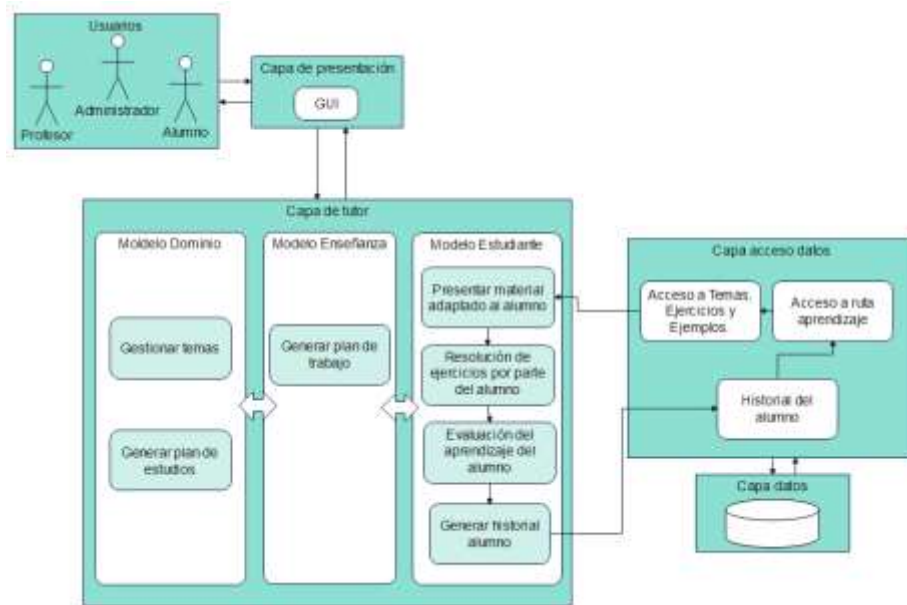 Usuarios
Administrador
Profesor
Alumno
Capa de presentación
GUI
Capa de tutor
Moldelo Dominio
Gestionar temas
Generar plan de
estudios
Modelo Enseñanza
Generar plan de
trabajo
Modelo Estudiante
Presentar material
adaptado al alumno
Resolución de
ejercicios por parte
del alumno
Evaluación del
aprendizaje del
alumno
Generar historial
alumno
Capa acceso datos
Acceso a Temas,
Ejercicios y
Ejemplos
Acceso a ruta
aprendizaje
Historial del
alumno
Capa datos